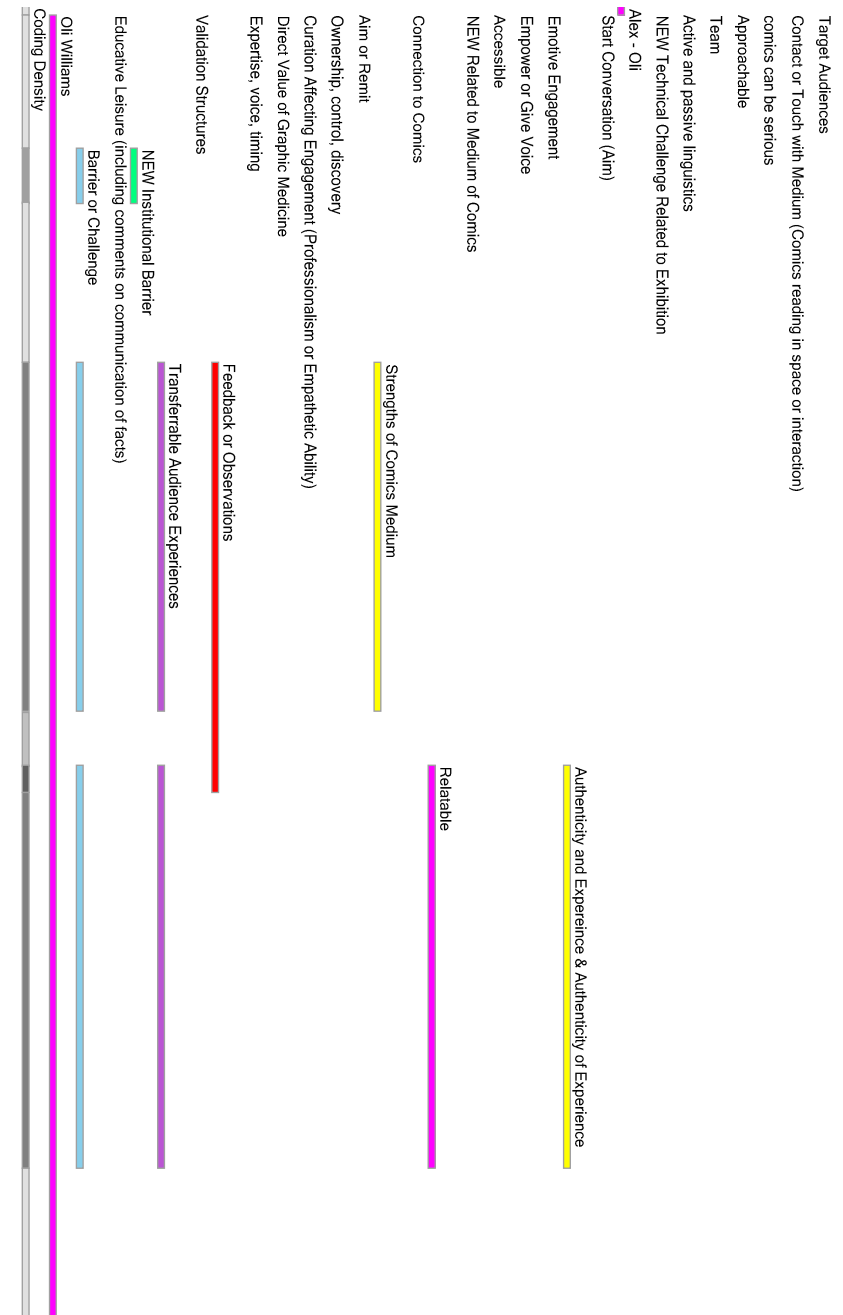 Coding Density
Oli Williams
Barrier or Challenge
Educative Leisure (including comments on communication of facts)
NEW Institutional Barrier
Transferrable Audience Experiences
Validation Structures
Feedback or Observations
Expertise, voice, timing
Direct Value of Graphic Medicine
Curation Affecting Engagement (Professionalism or Empathetic Ability)
Ownership, control, discovery
Aim or Remit
Strengths of Comics Medium
Connection to Comics
Relatable
NEW Related to Medium of Comics
Accessible
Empower or Give Voice
Emotive Engagement
Authenticity and Expereince & Authenticity of Experience
Start Conversation (Aim)
Alex - Oli
NEW Technical Challenge Related to Exhibition
Active and passive linguistics
Team
Approachable
comics can be serious
Contact or Touch with Medium (Comics reading in space or interaction)
Target Audiences